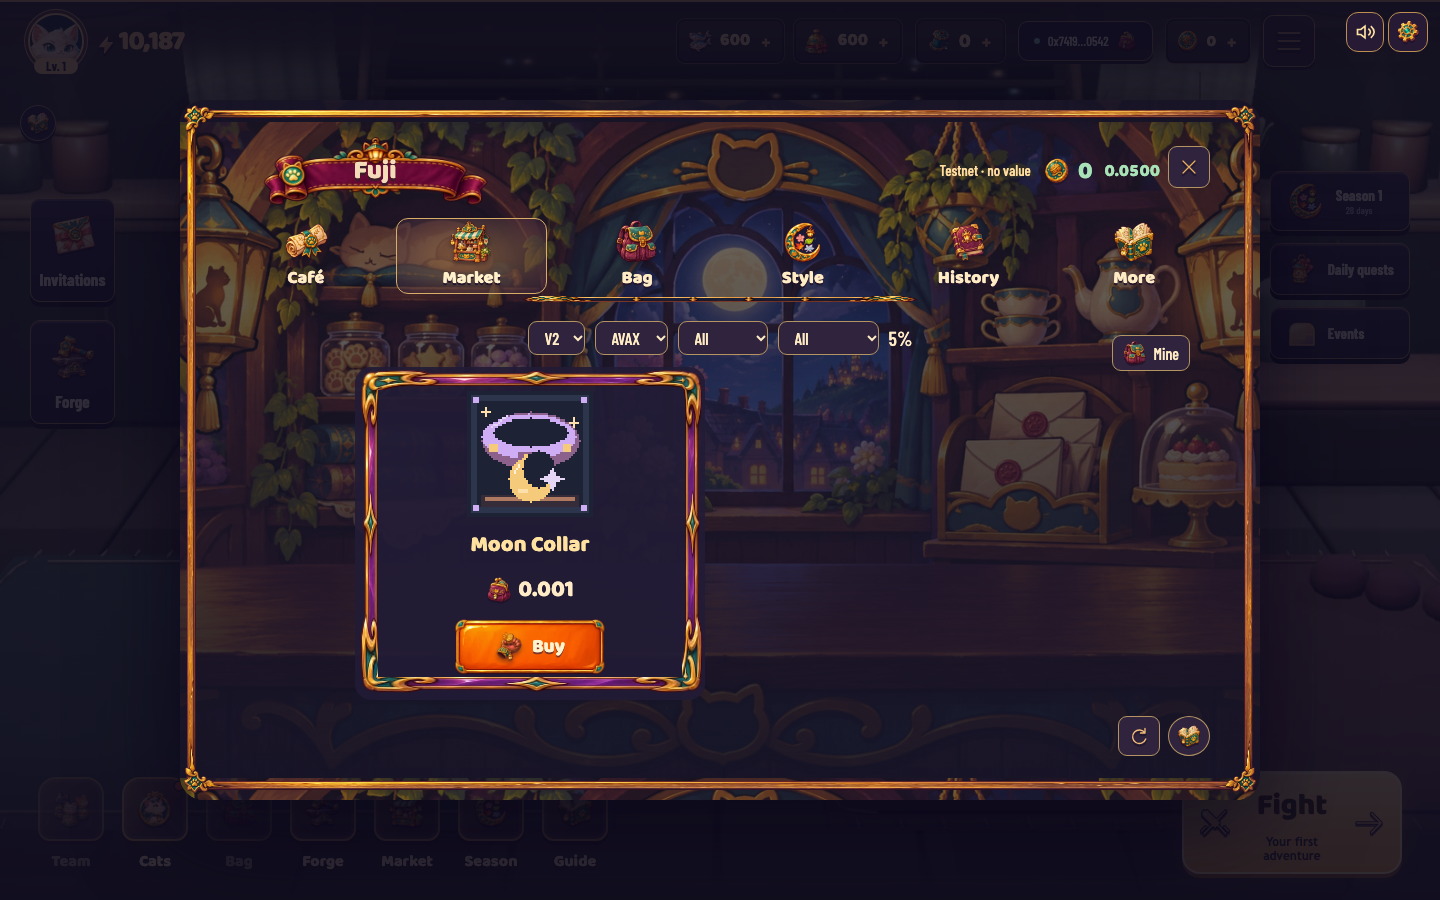 10,187
600 +
600 +
0 +
0x7419...0542
0 +
Lv. 1
Fuji
Testnet · no value
0
0.0500
Café
Market
Bag
Style
History
More
V2
AVAX
All
All
5%
Mine
Moon Collar
0.001
Buy
Invitations
Forge
Season 1
28 days
Daily quests
Events
Team
Cats
Bag
Forge
Market
Season
Guide
Fight
Your first
adventure